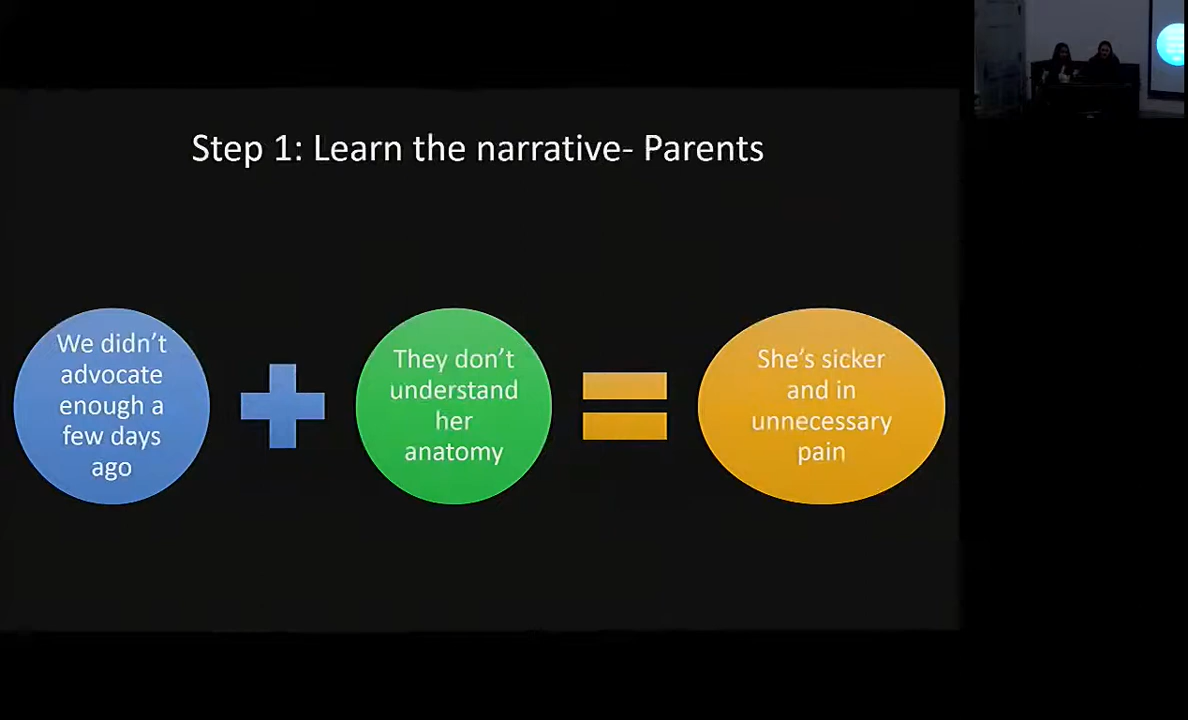 Step 1: Learn the narrative- Parents
We didn't
advocate
enough a
few days
ago
They don't
understand
her
anatomy
She's sicker
and in
unnecessary
pain